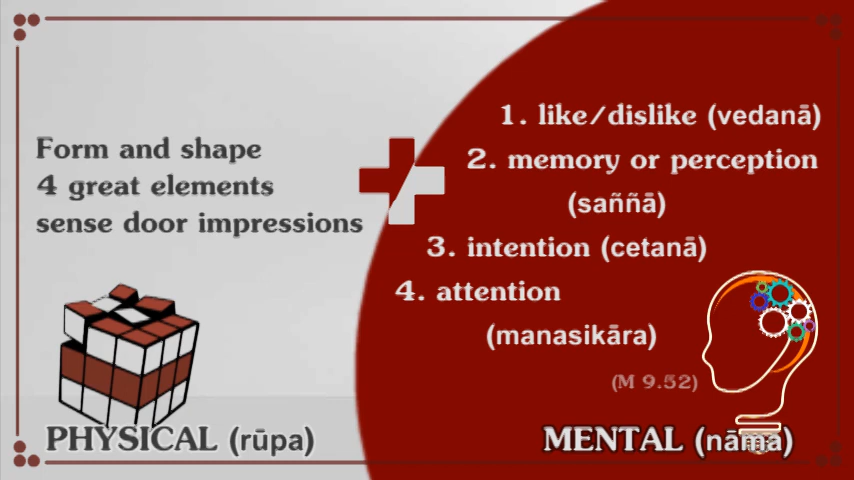 Form and shape
4 great elements
sense door impressions
PHYSICAL (rūpa)
1. like/dislike (vedanā)
2. memory or perception
(saññā)
3. intention (cetanā)
4. attention
(manasikāra)
(M 9.52)
MENTAL (nāma)